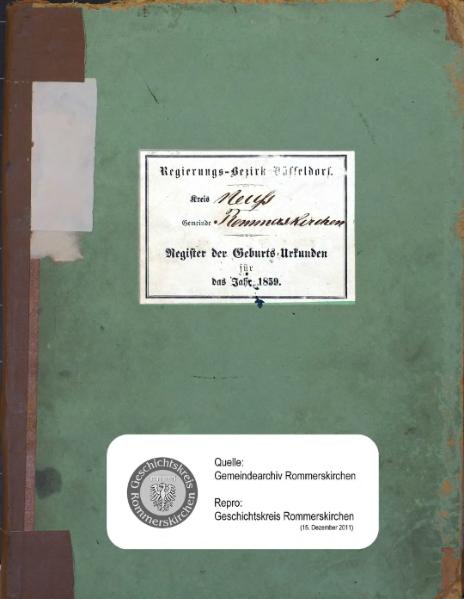 Regierungs-Bezirk Düsseldorf.
Kreis Neuss
Gemeinde Rommerskirchen
Register der Geburts-Urkunden
für
das Jahr 1859.
Geschichtskreis
Rommerskirchen
Quelle:
Gemeindearchiv Rommerskirchen
Repro:
Geschichtskreis Rommerskirchen
(15. Dezember 2011)